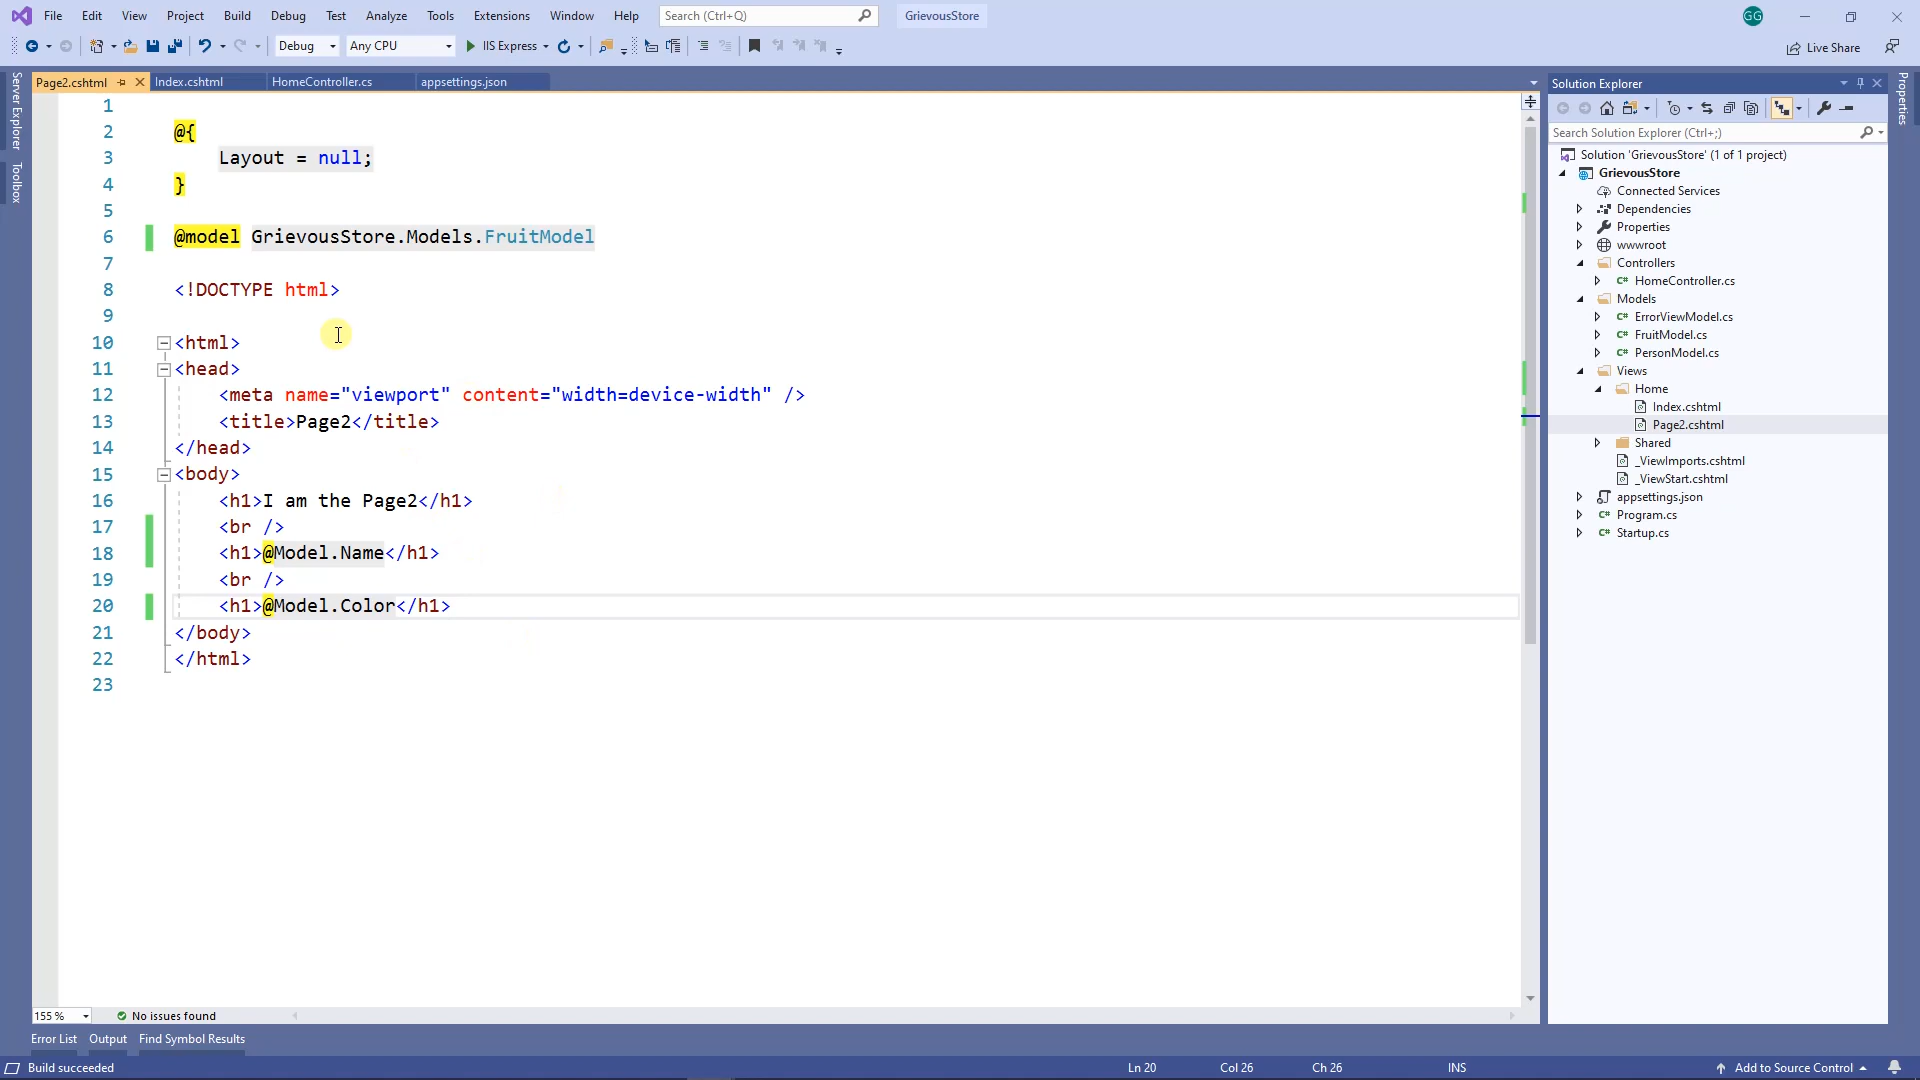 File Edit View Project Build Debug Test Analyze Tools Extensions Window Help Search (Ctrl+Q) GrievousStore GG
Debug Any CPU IIS Express Live Share
Server Explorer
Toolbox
Page2.cshtml Index.cshtml HomeController.cs appsettings.json
1
2 @{
3 Layout = null;
4 }
5
6 @model GrievousStore.Models.FruitModel
7
8 <!DOCTYPE html>
9
10 <html>
11 <head>
12 <meta name="viewport" content="width=device-width" />
13 <title>Page2</title>
14 </head>
15 <body>
16 <h1>I am the Page2</h1>
17 <br />
18 <h1>@Model.Name</h1>
19 <br />
20 <h1>@Model.Color</h1>
21 </body>
22 </html>
23
155 % No issues found
Solution Explorer
Search Solution Explorer (Ctrl+;)
Solution 'GrievousStore' (1 of 1 project)
GrievousStore
Connected Services
Dependencies
Properties
wwwroot
Controllers
C# HomeController.cs
Models
C# ErrorViewModel.cs
C# FruitModel.cs
C# PersonModel.cs
Views
Home
Index.cshtml
Page2.cshtml
Shared
_ViewImports.cshtml
_ViewStart.cshtml
appsettings.json
C# Program.cs
C# Startup.cs
Properties
Error List Output Find Symbol Results
Build succeeded Ln 20 Col 26 Ch 26 INS Add to Source Control